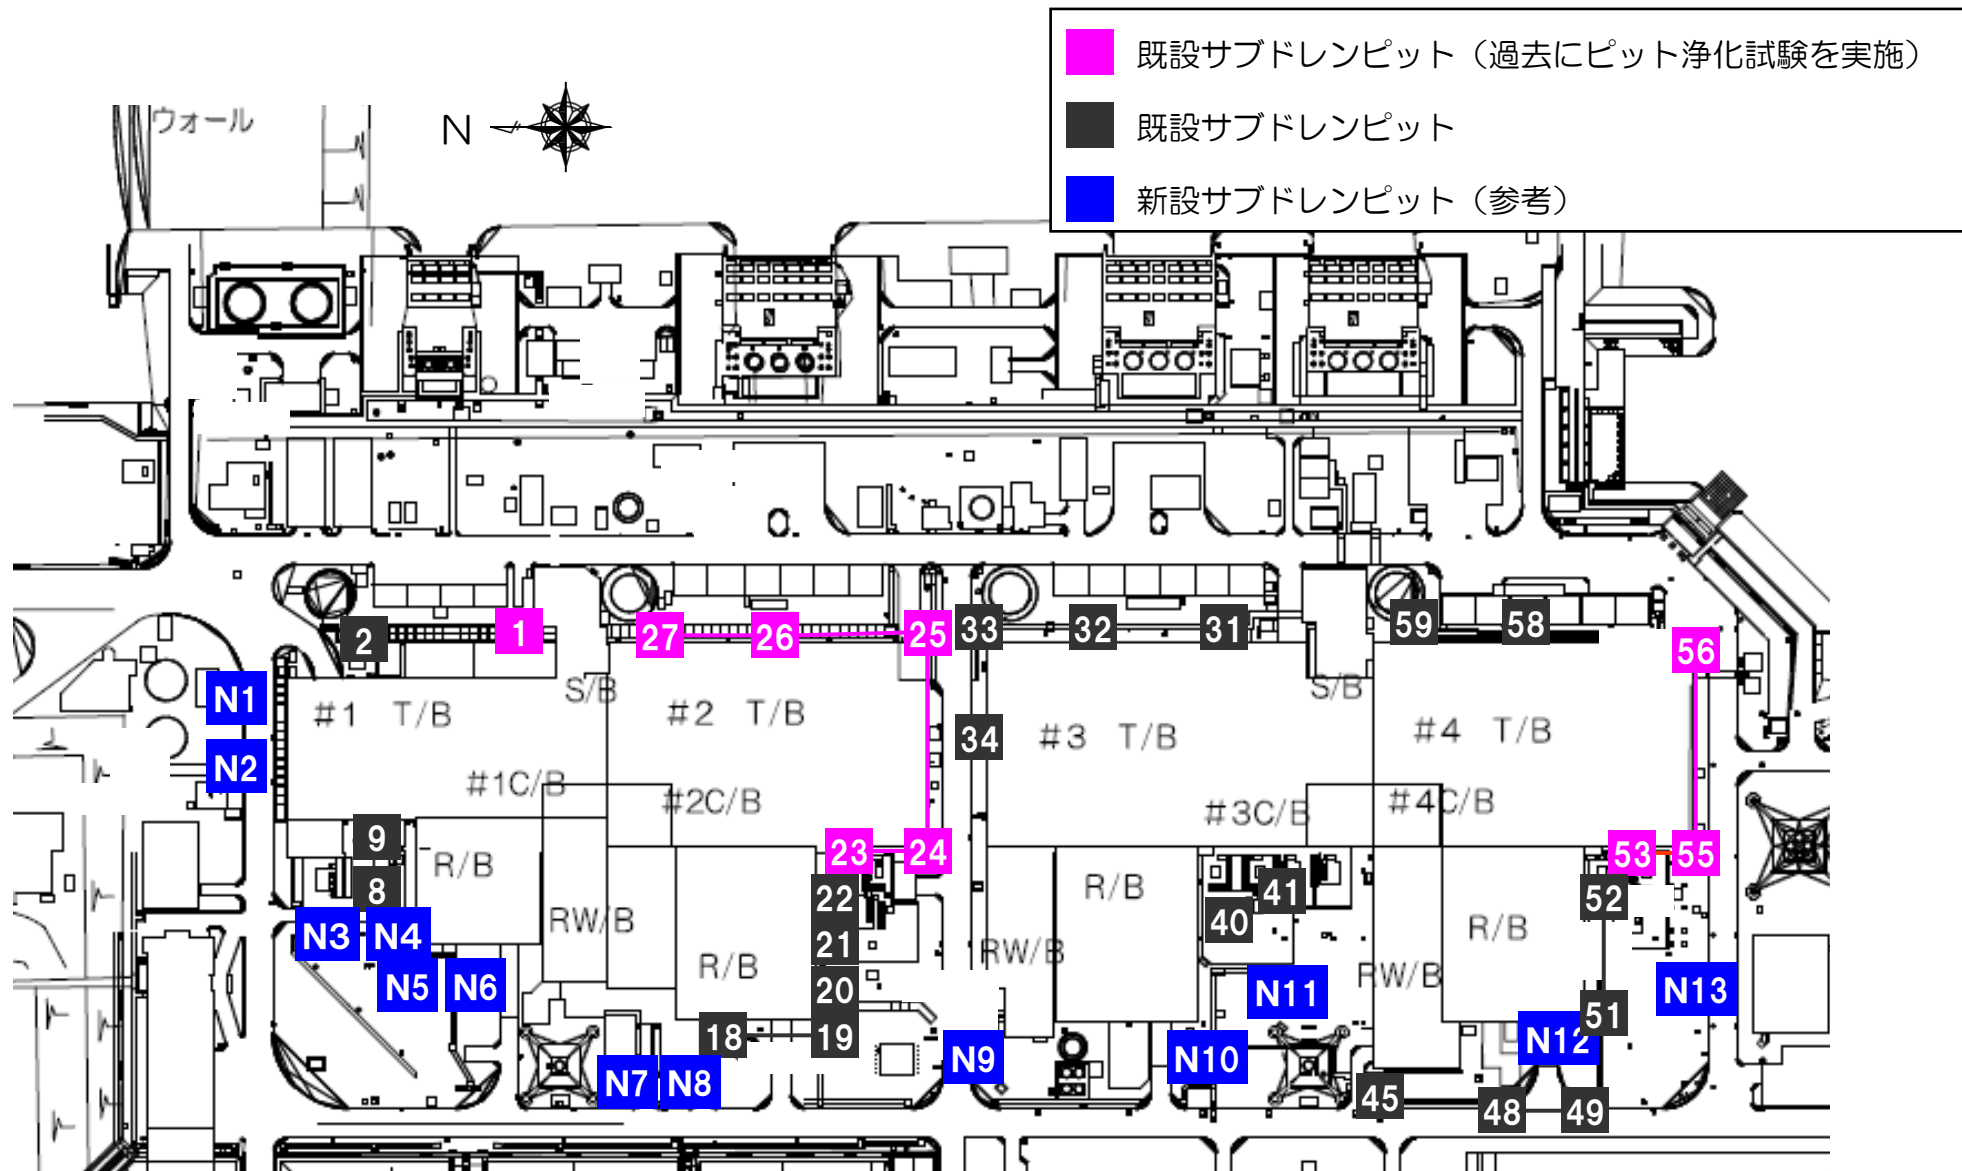 既設サブドレンピット（過去にピット浄化試験を実施）
既設サブドレンピット
新設サブドレンピット（参考）
ウォール
N
2
1
27
26
25
33
32
31
59
58
56
N1
N2
34
#1 T/B
S/B
#2 T/B
#3 T/B
S/B
#4 T/B
#1C/B
#2C/B
#3C/B
#4C/B
9
8
R/B
23
24
22
21
20
19
18
R/B
RW/B
R/B
RW/B
41
40
53
55
52
R/B
RW/B
51
N3
N4
N5
N6
N7
N8
N9
N10
N11
N12
N13
45
48
49